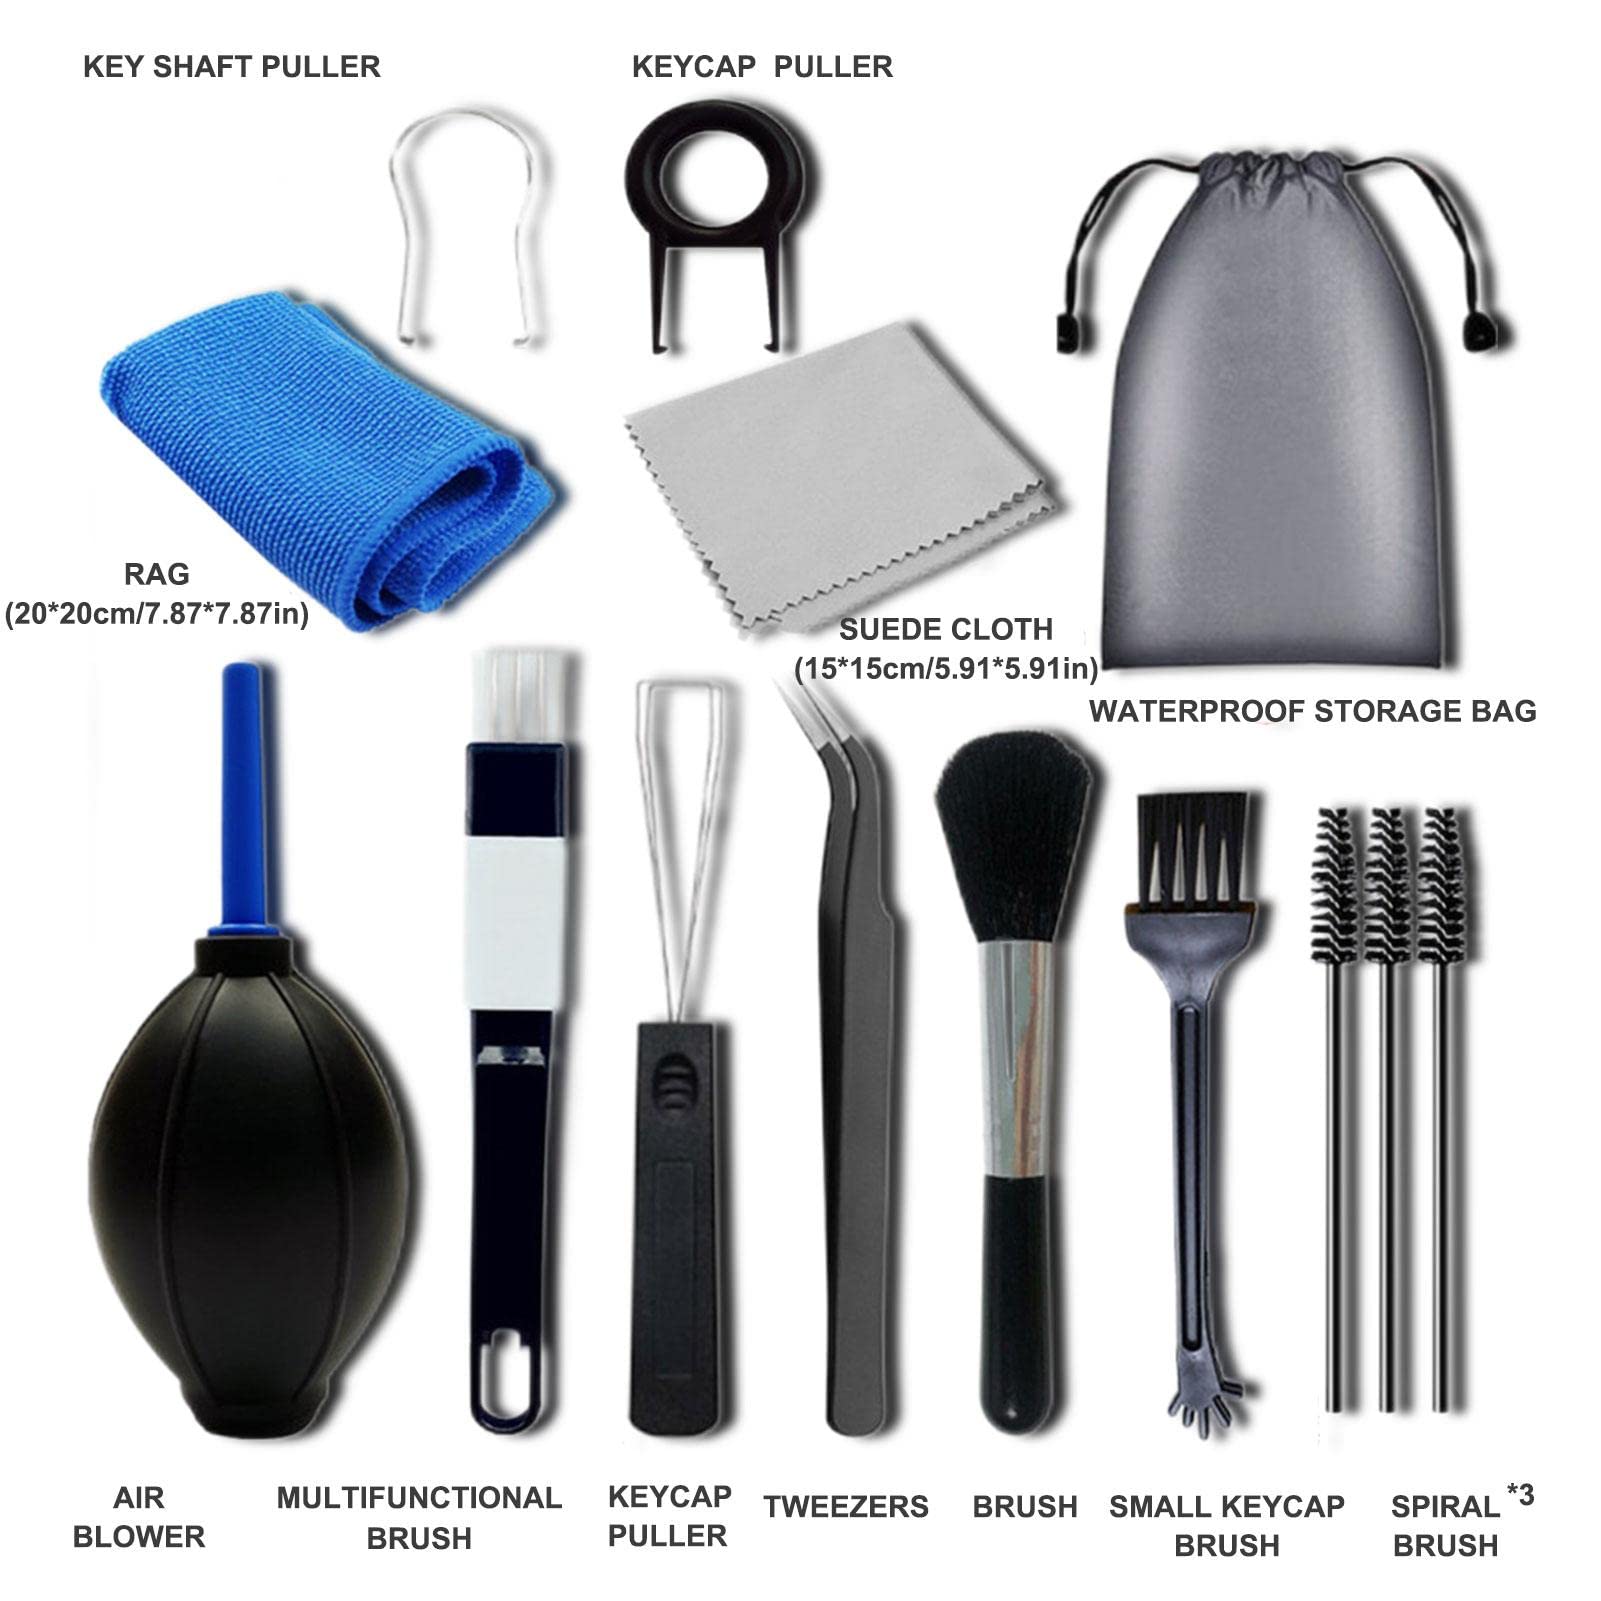 KEY SHAFT PULLER
KEYCAP PULLER
RAG
(20*20cm/7.87*7.87in)
SUEDE CLOTH
(15*15cm/5.91*5.91in)
WATERPROOF STORAGE BAG
AIR
BLOWER
MULTIFUNCTIONAL
BRUSH
KEYCAP
PULLER
TWEEZERS
BRUSH
SMALL KEYCAP
BRUSH
SPIRAL *3
BRUSH